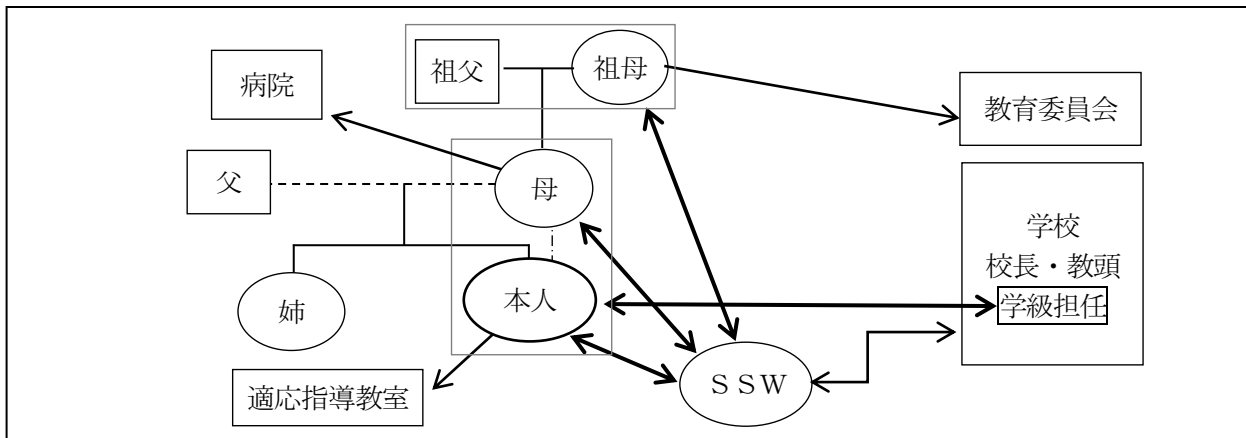 祖父
祖母
病院
教育委員会
父
母
学校
校長・教頭
学級担任
本人
姉
ＳＳＷ
適応指導教室